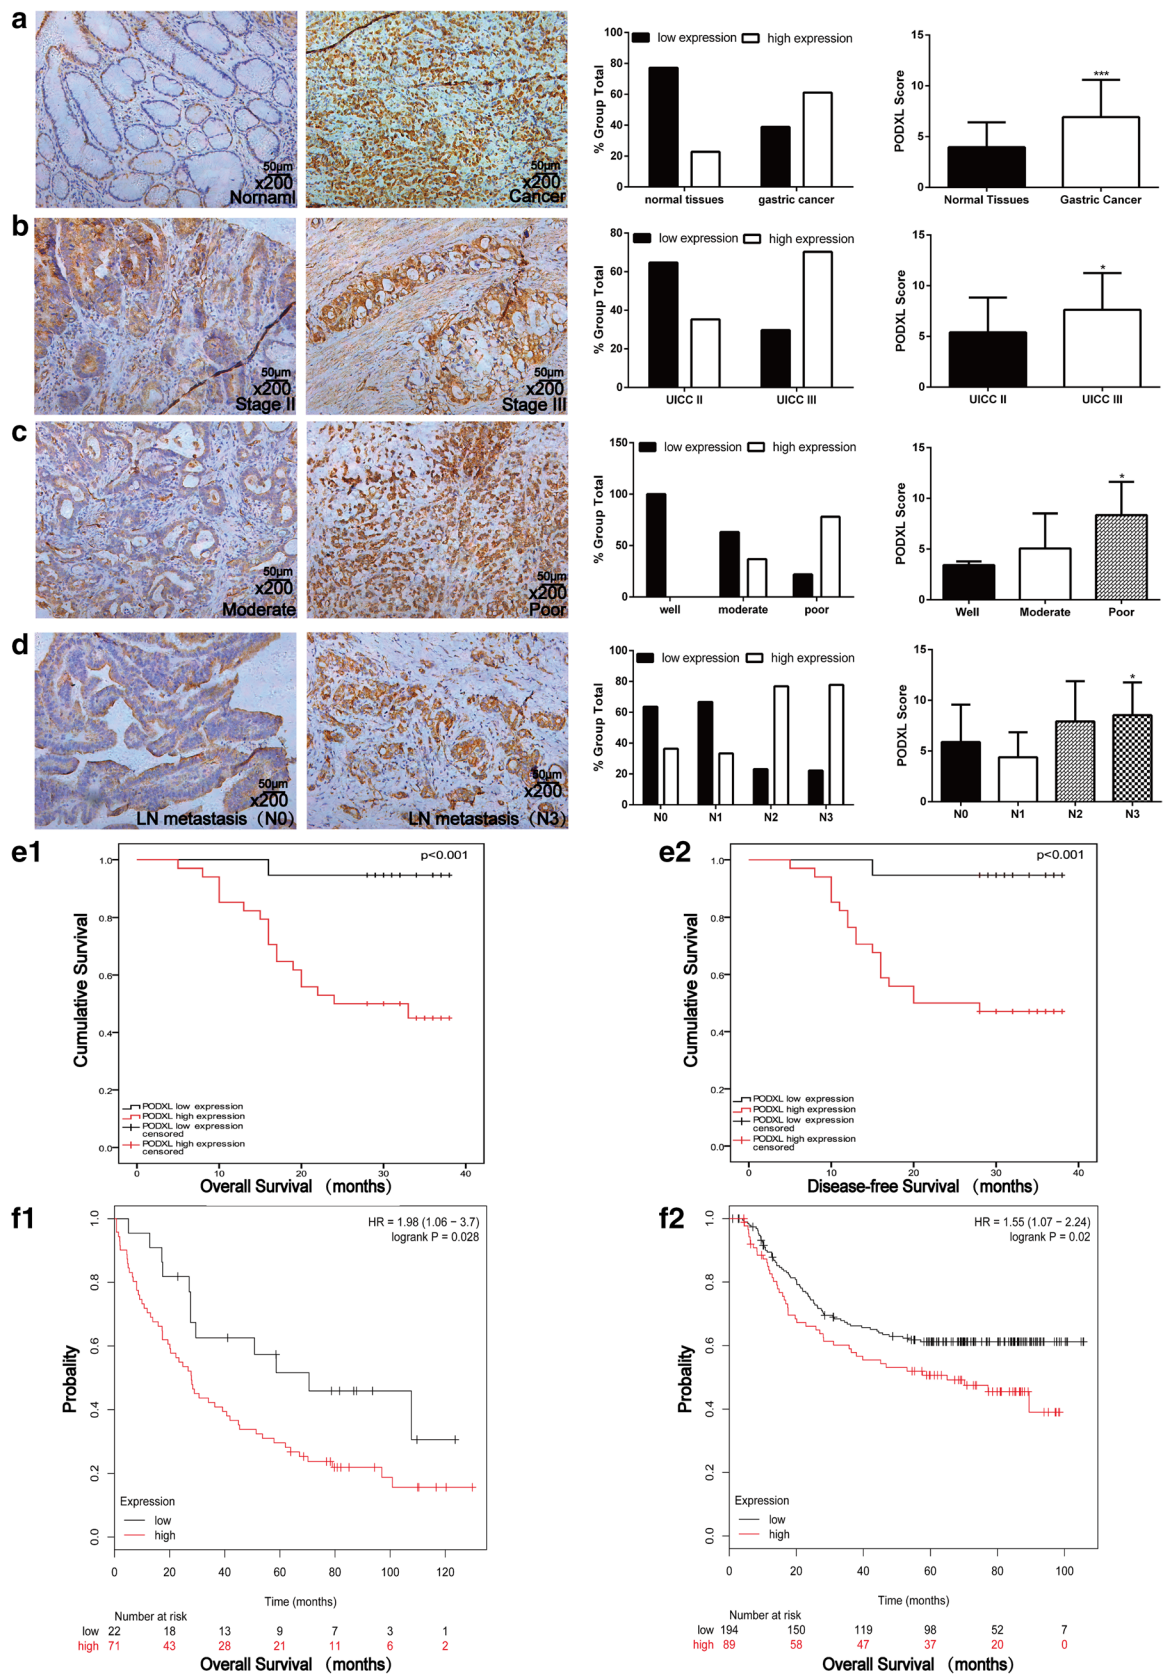 a
50μm
x200
Nornaml
50μm
x200
Cancer
low expression high expression
% Group Total
100
80
60
40
20
0
normal tissues gastric cancer
PODXL Score
15
10
5
0
***
Normal Tissues Gastric Cancer
b
50μm
x200
Stage II
50μm
x200
Stage III
low expression high expression
% Group Total
80
60
40
20
0
UICC II UICC III
PODXL Score
15
10
5
0
*
UICC II UICC III
c
50μm
x200
Moderate
50μm
x200
Poor
low expression high expression
% Group Total
150
100
50
0
well moderate poor
PODXL Score
15
10
5
0
*
Well Moderate Poor
d
50μm
x200
LN metastasis（N0）
50μm
x200
LN metastasis（N3）
low expression high expression
% Group Total
100
80
60
40
20
0
N0 N1 N2 N3
PODXL Score
15
10
5
0
*
N0 N1 N2 N3
e1
p<0.001
Cumulative Survival
1.0
0.8
0.6
0.4
0.2
0.0
PODXL low expression
PODXL high expression
PODXL low expression
censored
PODXL high expression
censored
0 10 20 30 40
Overall Survival （months）
e2
p<0.001
Cumulative Survival
1.0
0.8
0.6
0.4
0.2
0.0
PODXL low expression
PODXL high expression
PODXL low expression
censored
PODXL high expression
censored
0 10 20 30 40
Disease-free Survival （months）
f1
HR = 1.98 (1.06 − 3.7)
logrank P = 0.028
Probality
1.0
0.8
0.6
0.4
0.2
0.0
Expression
low
high
0 20 40 60 80 100 120
Time (months)
Number at risk
low 22 18 13 9 7 3 1
high 71 43 28 21 11 6 2
Overall Survival （months）
f2
HR = 1.55 (1.07 − 2.24)
logrank P = 0.02
Probality
1.0
0.8
0.6
0.4
0.2
0.0
Expression
low
high
0 20 40 60 80 100
Time (months)
Number at risk
low 194 150 119 98 52 7
high 89 58 47 37 20 0
Overall Survival （months）